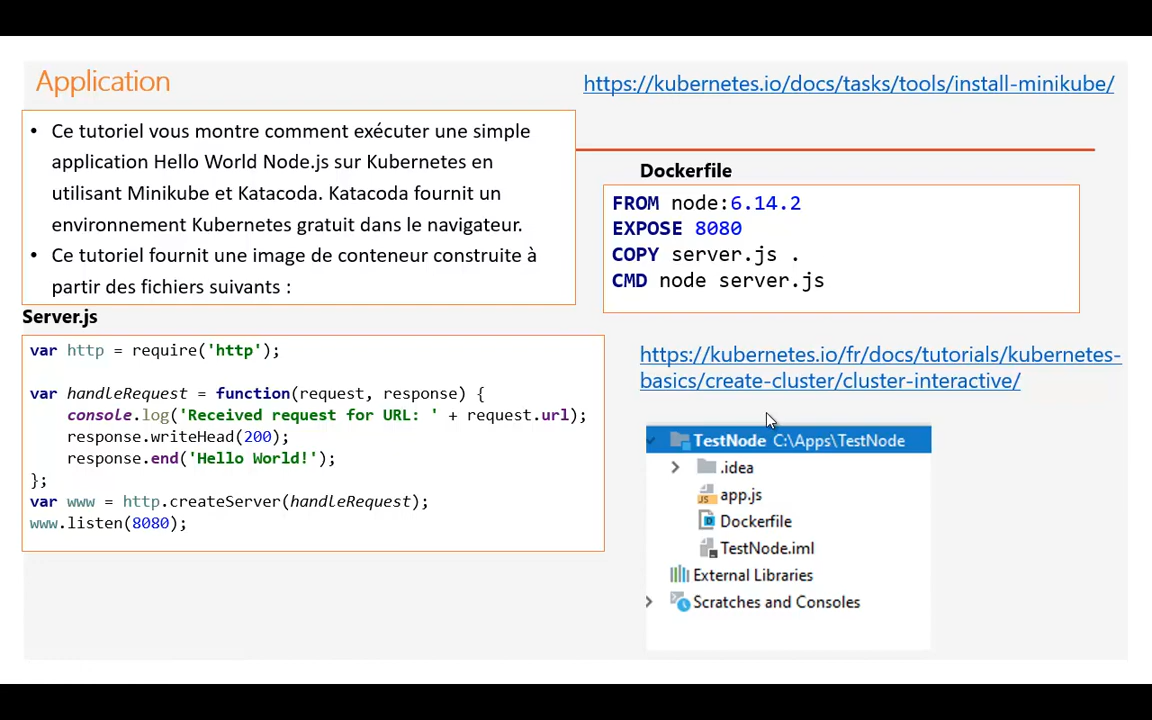 Application
https://kubernetes.io/docs/tasks/tools/install-minikube/
• Ce tutoriel vous montre comment exécuter une simple
application Hello World Node.js sur Kubernetes en
utilisant Minikube et Katacoda. Katacoda fournit un
environnement Kubernetes gratuit dans le navigateur.
• Ce tutoriel fournit une image de conteneur construite à
partir des fichiers suivants :
Dockerfile
FROM node:6.14.2
EXPOSE 8080
COPY server.js .
CMD node server.js
Server.js
var http = require('http');
var handleRequest = function(request, response) {
console.log('Received request for URL: ' + request.url);
response.writeHead(200);
response.end('Hello World!');
};
var www = http.createServer(handleRequest);
www.listen(8080);
https://kubernetes.io/fr/docs/tutorials/kubernetes-
basics/create-cluster/cluster-interactive/
TestNode C:\Apps\TestNode
.idea
app.js
Dockerfile
TestNode.iml
External Libraries
Scratches and Consoles